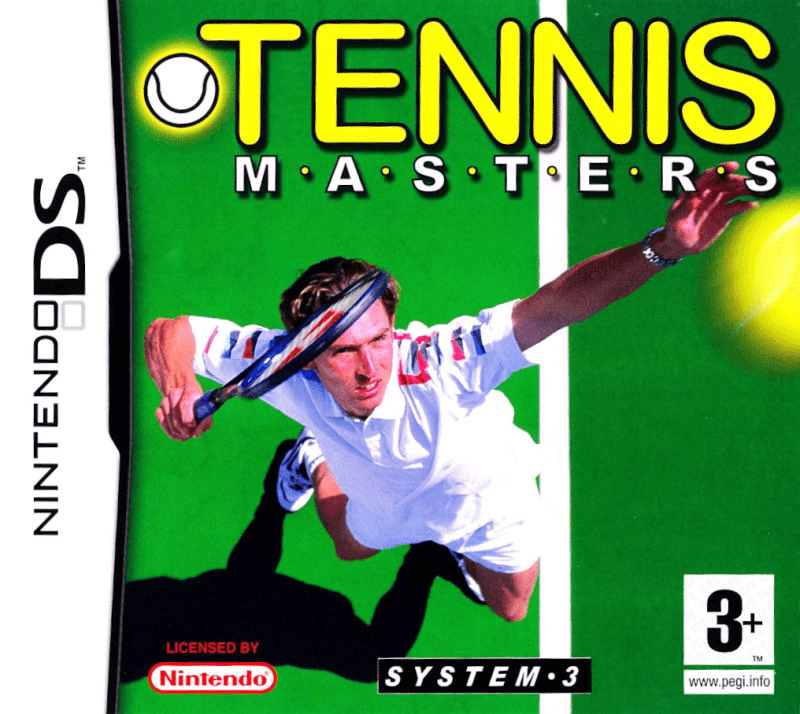 TENNIS
M·A·S·T·E·R·S
NINTENDO DS™
LICENSED BY
Nintendo
SYSTEM·3
3+
TM
www.pegi.info